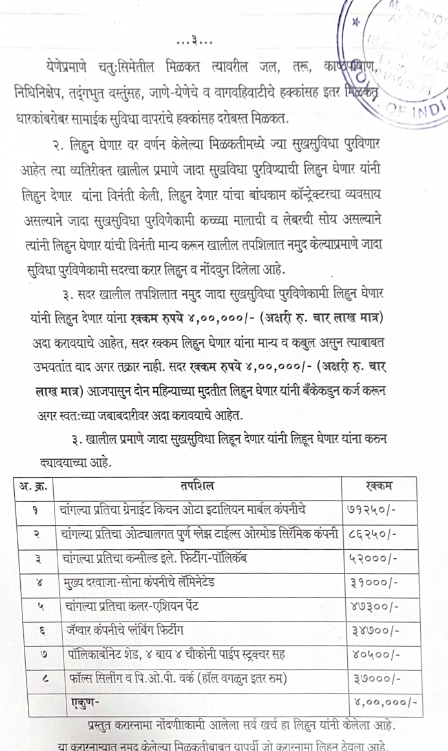 ...३...
येणेप्रमाणे चतु:सिमेतील मिळकत त्यावरील जल, तरू, काष्ठपाषाण,
निधिनिक्षेप, तद्ंगभुत वस्तुंसह, जाणे-येणेचे व वागवहिवाटीचे हक्कांसह इतर मिळकत
धारकांबरोबर सामाईक सुविधा वापरांचे हक्कांसह दरोबस्त मिळकत.
२. लिहुन घेणार वर वर्णन केलेल्या मिळकतीमध्ये ज्या सुखसुविधा पुरविणार
आहेत त्या व्यतिरीक्त खालील प्रमाणे जादा सुखविधा पुरविण्याची लिहुन घेणार यांनी
लिहुन देणार यांना विनंती केली, लिहुन देणार यांचा बांधकाम कॉन्ट्रेक्टरचा व्यवसाय
असल्याने जादा सुखसुविधा पुरविणेकामी कच्च्या मालाची व लेबरची सोय असल्याने
त्यांनी लिहुन घेणार यांची विनंती मान्य करून खालील तपशिलात नमुद केल्याप्रमाणे जादा
सुविधा पुरविणेकामी सदरचा करार लिहुन व नोंदवुन दिलेला आहे.
३. सदर खालील तपशिलात नमुद जादा सुखसुविधा पुरविणेकामी लिहुन घेणार
यांनी लिहुन देणार यांना रक्कम रुपये ४,००,०००/- (अक्षरी रु. चार लाख मात्र)
अदा करावयाचे आहेत, सदर रक्कम लिहुन घेणार यांना मान्य व कबुल असुन त्याबाबत
उभयतांत वाद अगर तक्रार नाही. सदर रक्कम रुपये ४,००,०००/- (अक्षरी रु. चार
लाख मात्र) आजपासुन दोन महिन्याच्या मुदतीत लिहुन घेणार यांनी बँकेकडुन कर्ज करून
अगर स्वत:च्या जबाबदारीवर अदा करावयाचे आहेत.
३. खालील प्रमाणे जादा सुखसुविधा लिहून देणार यांनी लिहून घेणार यांना करुन
द्यावयाच्या आहे.
अ. क्र. तपशिल रक्कम
१ चांगल्या प्रतिचा ग्रेनाईट किचन ओटा इटालियन मार्बल कंपनीचे ७१२५०/-
२ चांगल्या प्रतिचा ओट्यालगत पुर्ण ग्लेझ टाईल्स ओरमोड सिरॅमिक कंपनी ८६२५०/-
३ चांगल्या प्रतिचा कन्सील्ड इले. फिटींग-पॉलिकॅब ५२०००/-
४ मुख्य दरवाजा-सोना कंपनीचे लॅमिनेटेड ३१०००/-
५ चांगल्या प्रतिचा कलर-एशियन पेंट ४७३००/-
६ जॅग्वार कंपनीचे प्लंबिंग फिटींग ३४७००/-
७ पॉलिकार्बोनेट शेड, ४ बाय ४ चौकोनी पाईप स्ट्रक्चर सह ४०५००/-
८ फॉल्स सिलींग व पि.ओ.पी. वर्क (हॉल वगळुन इतर रुम) ३७०००/-
एकुण- ४,००,०००/-
प्रस्तुत करारनामा नोंदणीकामी आलेला सर्व खर्च हा लिहुन यांनी केलेला आहे.
या करारनाम्यात नमुद केलेल्या मिळकतीबाबत यापुर्वी जो करारनामा लिहुन ठेवला आहे.
OF INDIA